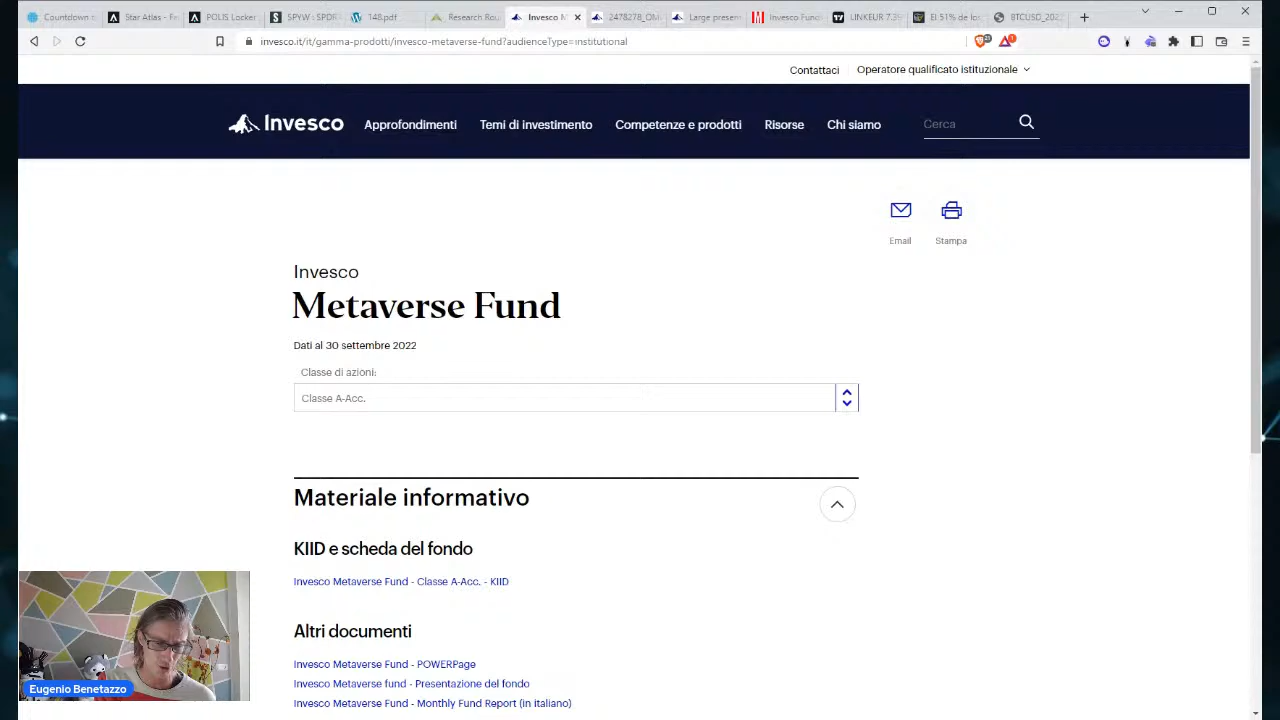 Countdown
Star Atlas - F
POLIS Locker
SPYW : SPDR
148.pdf
Research Rou
Invesco M
2478278_OM
Large presen
Invesco Fund
LINKEUR 7.39
El 51% de lo
BTCUSD_202
invesco.it/it/gamma-prodotti/invesco-metaverse-fund?audienceType=institutional
Contattaci
Operatore qualificato istituzionale
Invesco
Approfondimenti
Temi di investimento
Competenze e prodotti
Risorse
Chi siamo
Cerca
Email
Stampa
Invesco
Metaverse Fund
Dati al 30 settembre 2022
Classe di azioni:
Classe A-Acc.
Materiale informativo
KIID e scheda del fondo
Invesco Metaverse Fund - Classe A-Acc. - KIID
Altri documenti
Invesco Metaverse Fund - POWERPage
Invesco Metaverse fund - Presentazione del fondo
Invesco Metaverse Fund - Monthly Fund Report (in italiano)
Eugenio Benetazzo